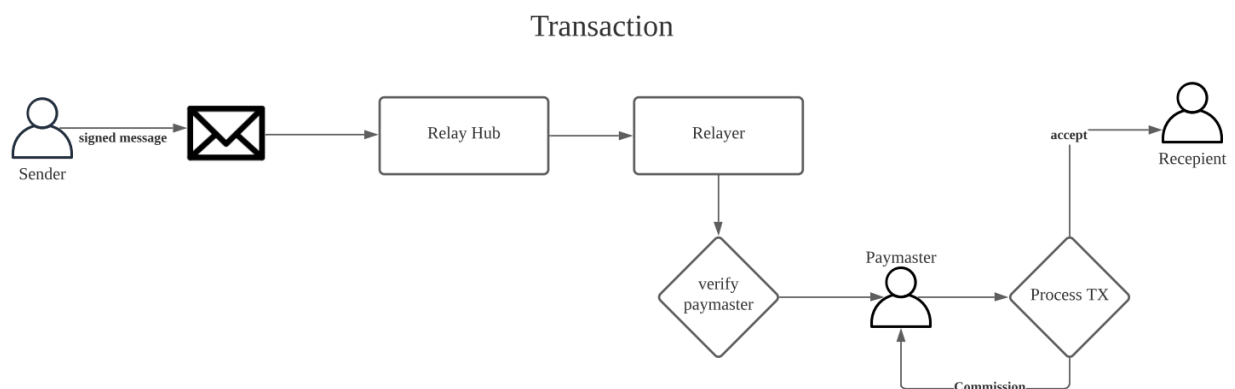 Transaction
signed message
Sender
Relay Hub
Relayer
verify
paymaster
Paymaster
Process TX
accept
Recepient
Commission